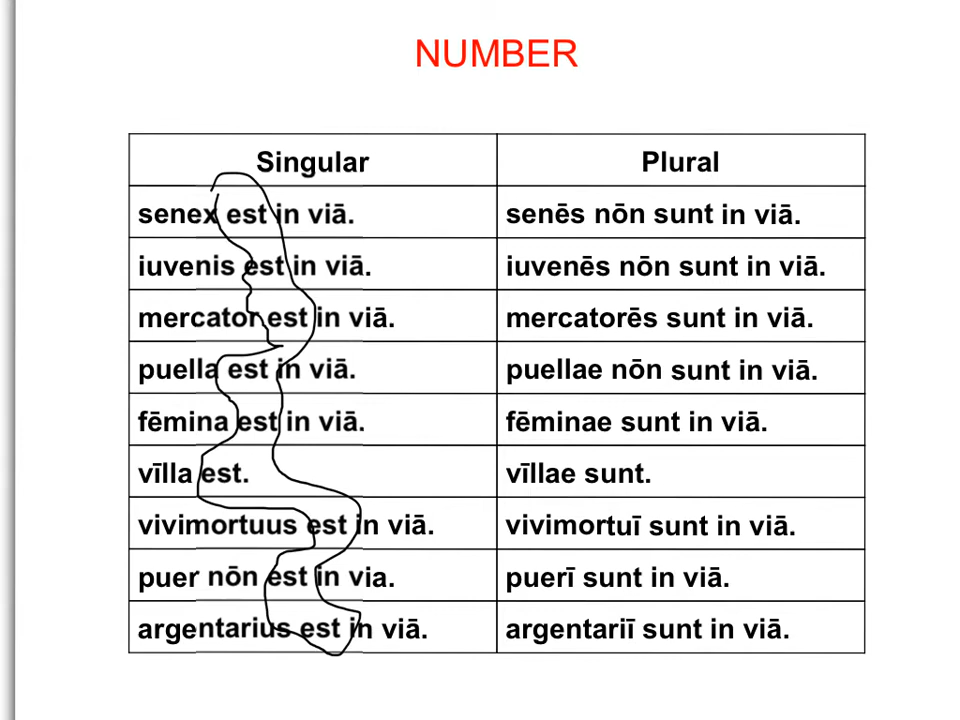 NUMBER
Singular Plural
senex est in viā. senēs nōn sunt in viā.
iuvenis est in viā. iuvenēs nōn sunt in viā.
mercator est in viā. mercatorēs sunt in viā.
puella est in viā. puellae nōn sunt in viā.
fēmina est in viā. fēminae sunt in viā.
vīlla est. vīllae sunt.
vivimortuus est in viā. vivimortuī sunt in viā.
puer nōn est in via. puerī sunt in viā.
argentarius est in viā. argentariī sunt in viā.